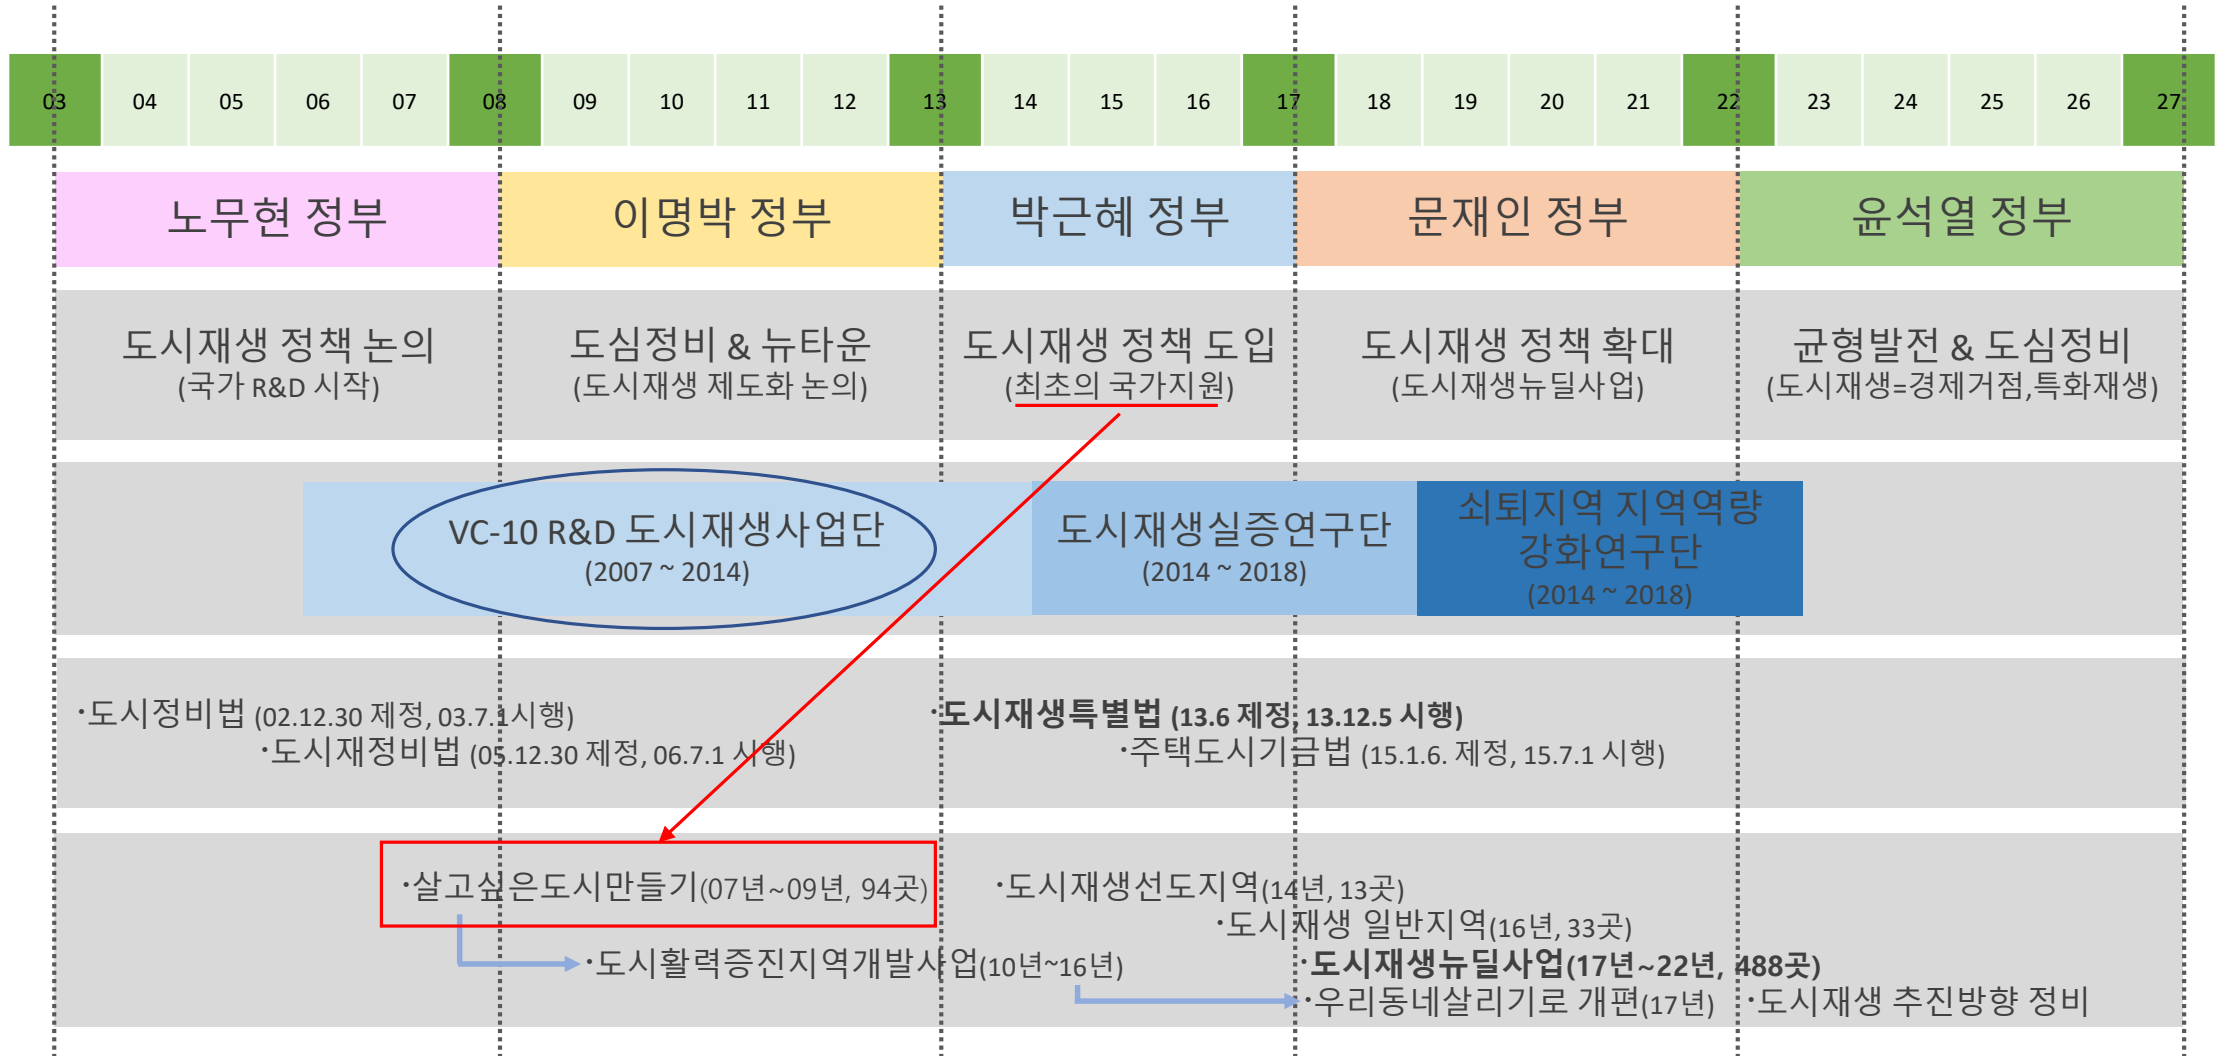 03 04 05 06 07 08 09 10 11 12 13 14 15 16 17 18 19 20 21 22 23 24 25 26 27
노무현 정부 이명박 정부 박근혜 정부 문재인 정부 윤석열 정부
도시재생 정책 논의
(국가 R&D 시작)
도심정비 & 뉴타운
(도시재생 제도화 논의)
도시재생 정책 도입
(최초의 국가지원)
도시재생 정책 확대
(도시재생뉴딜사업)
균형발전 & 도심정비
(도시재생=경제거점,특화재생)
VC-10 R&D 도시재생사업단
(2007 ~ 2014)
도시재생실증연구단
(2014 ~ 2018)
쇠퇴지역 지역역량
강화연구단
(2014 ~ 2018)
·도시정비법 (02.12.30 제정, 03.7.1시행)
·도시재정비법 (05.12.30 제정, 06.7.1 시행)
·도시재생특별법 (13.6 제정, 13.12.5 시행)
·주택도시기금법 (15.1.6. 제정, 15.7.1 시행)
·살고싶은도시만들기(07년~09년, 94곳)
·도시활력증진지역개발사업(10년~16년)
·도시재생선도지역(14년, 13곳)
·도시재생 일반지역(16년, 33곳)
·도시재생뉴딜사업(17년~22년, 488곳)
·우리동네살리기로 개편(17년)
·도시재생 추진방향 정비